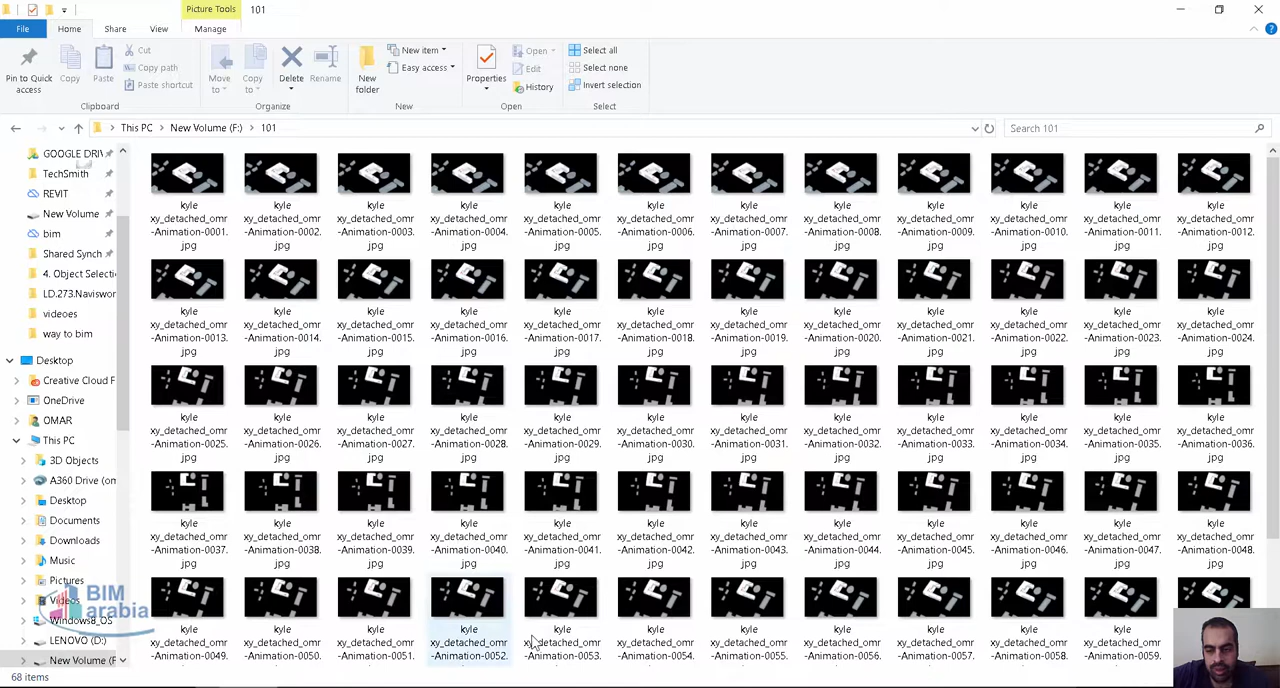 Picture Tools
101
File
Home
Share
View
Manage
Pin to Quick
access
Copy
Paste
Cut
Copy path
Paste shortcut
Clipboard
Move
to
Copy
to
Delete
Rename
Organize
New
folder
New item
Easy access
New
Properties
Open
Edit
History
Open
Select all
Select none
Invert selection
Select
This PC
New Volume (F:)
101
Search 101
GOOGLE DRIV
TechSmith
REVIT
New Volume
bim
Shared Synch
4. Object Selecti
LD.273.Naviswor
videoes
way to bim
Desktop
Creative Cloud F
OneDrive
OMAR
This PC
3D Objects
A360 Drive (om
Desktop
Documents
Downloads
Music
Pictures
Videos
Windows8_OS
LENOVO (D:)
New Volume (F
BIM
arabia
kyle kyle kyle kyle kyle kyle kyle kyle kyle kyle kyle kyle
xy_detached_omr xy_detached_omr xy_detached_omr xy_detached_omr xy_detached_omr xy_detached_omr xy_detached_omr xy_detached_omr xy_detached_omr xy_detached_omr xy_detached_omr xy_detached_omr
-Animation-0001. -Animation-0002. -Animation-0003. -Animation-0004. -Animation-0005. -Animation-0006. -Animation-0007. -Animation-0008. -Animation-0009. -Animation-0010. -Animation-0011. -Animation-0012.
jpg jpg jpg jpg jpg jpg jpg jpg jpg jpg jpg jpg
kyle kyle kyle kyle kyle kyle kyle kyle kyle kyle kyle kyle
xy_detached_omr xy_detached_omr xy_detached_omr xy_detached_omr xy_detached_omr xy_detached_omr xy_detached_omr xy_detached_omr xy_detached_omr xy_detached_omr xy_detached_omr xy_detached_omr
-Animation-0013. -Animation-0014. -Animation-0015. -Animation-0016. -Animation-0017. -Animation-0018. -Animation-0019. -Animation-0020. -Animation-0021. -Animation-0022. -Animation-0023. -Animation-0024.
jpg jpg jpg jpg jpg jpg jpg jpg jpg jpg jpg jpg
kyle kyle kyle kyle kyle kyle kyle kyle kyle kyle kyle kyle
xy_detached_omr xy_detached_omr xy_detached_omr xy_detached_omr xy_detached_omr xy_detached_omr xy_detached_omr xy_detached_omr xy_detached_omr xy_detached_omr xy_detached_omr xy_detached_omr
-Animation-0025. -Animation-0026. -Animation-0027. -Animation-0028. -Animation-0029. -Animation-0030. -Animation-0031. -Animation-0032. -Animation-0033. -Animation-0034. -Animation-0035. -Animation-0036.
jpg jpg jpg jpg jpg jpg jpg jpg jpg jpg jpg jpg
kyle kyle kyle kyle kyle kyle kyle kyle kyle kyle kyle kyle
xy_detached_omr xy_detached_omr xy_detached_omr xy_detached_omr xy_detached_omr xy_detached_omr xy_detached_omr xy_detached_omr xy_detached_omr xy_detached_omr xy_detached_omr xy_detached_omr
-Animation-0037. -Animation-0038. -Animation-0039. -Animation-0040. -Animation-0041. -Animation-0042. -Animation-0043. -Animation-0044. -Animation-0045. -Animation-0046. -Animation-0047. -Animation-0048.
jpg jpg jpg jpg jpg jpg jpg jpg jpg jpg jpg jpg
kyle kyle kyle kyle kyle kyle kyle kyle kyle kyle kyle
xy_detached_omr xy_detached_omr xy_detached_omr xy_detached_omr xy_detached_omr xy_detached_omr xy_detached_omr xy_detached_omr xy_detached_omr xy_detached_omr xy_detached_omr
-Animation-0049. -Animation-0050. -Animation-0051. -Animation-0052. -Animation-0053. -Animation-0054. -Animation-0055. -Animation-0056. -Animation-0057. -Animation-0058. -Animation-0059.
68 items